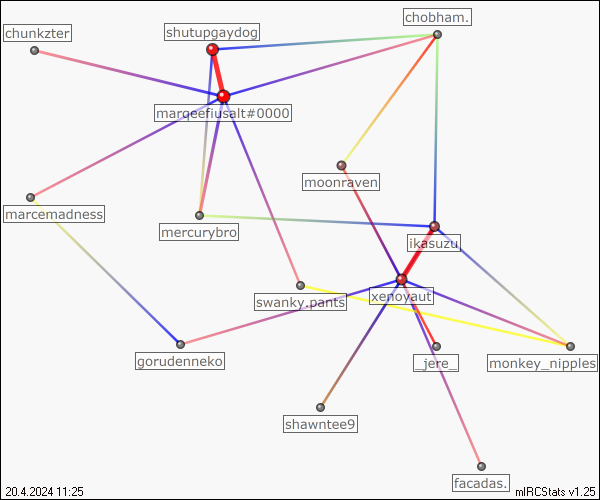 chobham.
shutupgaydog
chunkzter
marqeefiusalt#0000
moonraven
marcemadness
mercurybro
ikasuzu
xenoyaut
swanky.pants
gorudenneko
_jere_
monkey_nipples
shawntee9
facadas.
20.4.2024 11:25
mIRCStats v1.25